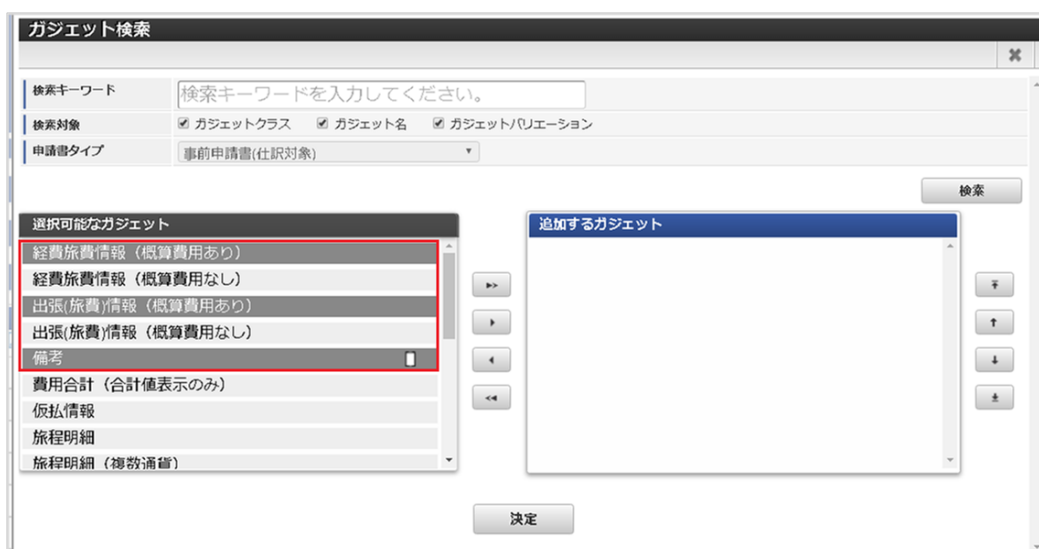 ガジェット検索
検索キーワード 検索キーワードを入力してください。
検索対象 ガジェットクラス ガジェット名 ガジェットバリエーション
申請書タイプ 事前申請書(仕訳対象)
検索
選択可能なガジェット
経費旅費情報（概算費用あり）
経費旅費情報（概算費用なし）
出張(旅費)情報（概算費用あり）
出張(旅費)情報（概算費用なし）
備考
費用合計（合計値表示のみ）
仮払情報
旅程明細
旅程明細（複数通貨）
追加するガジェット
決定